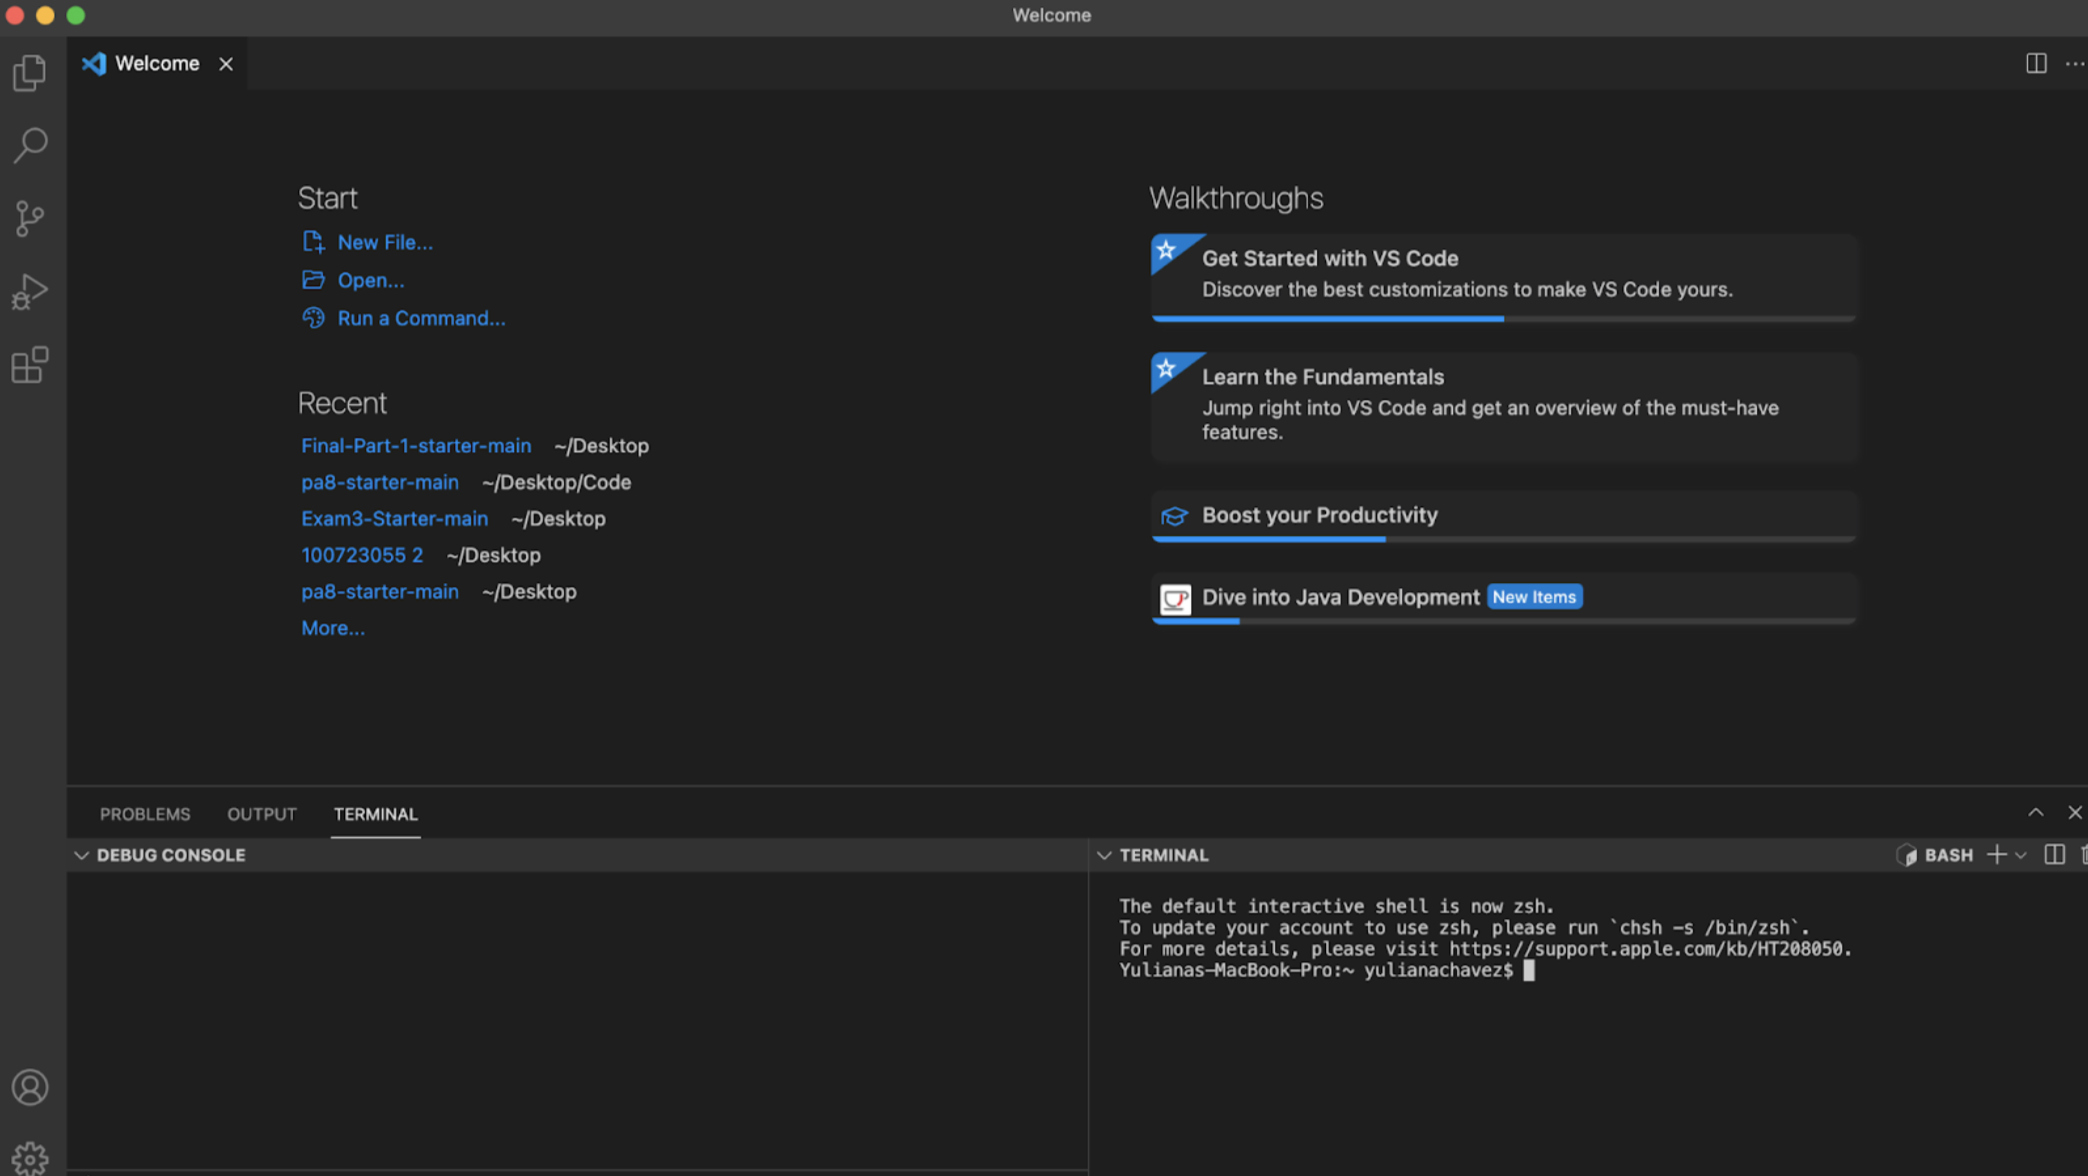 Welcome
Welcome
Start
New File...
Open...
Run a Command...
Recent
Final-Part-1-starter-main ~/Desktop
pa8-starter-main ~/Desktop/Code
Exam3-Starter-main ~/Desktop
100723055 2 ~/Desktop
pa8-starter-main ~/Desktop
More...
Walkthroughs
Get Started with VS Code
Discover the best customizations to make VS Code yours.
Learn the Fundamentals
Jump right into VS Code and get an overview of the must-have
features.
Boost your Productivity
Dive into Java Development New Items
PROBLEMS OUTPUT TERMINAL
DEBUG CONSOLE
TERMINAL
BASH
The default interactive shell is now zsh.
To update your account to use zsh, please run `chsh -s /bin/zsh`.
For more details, please visit https://support.apple.com/kb/HT208050.
Yulianas-MacBook-Pro:~ yulianachavez$